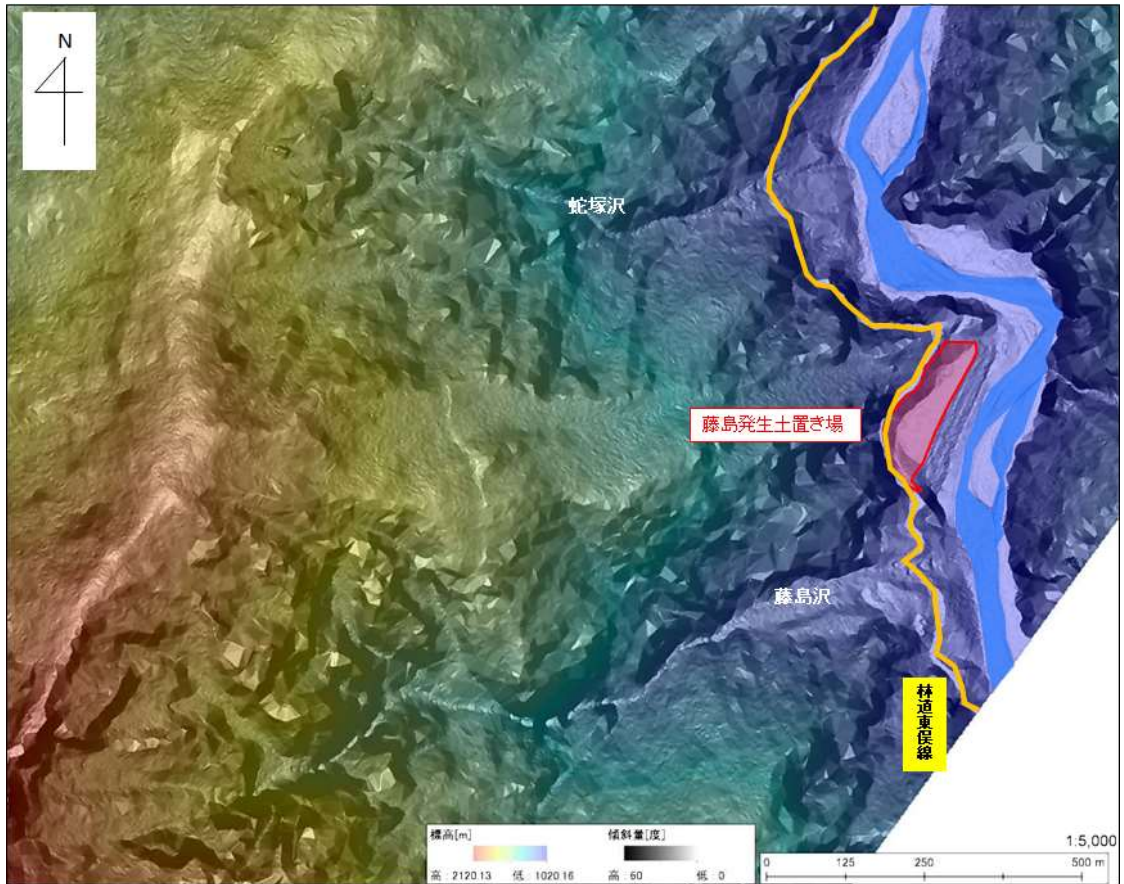 N
蛇塚沢
藤島発生土置き場
藤島沢
林道東俣線
標高[m]
高 : 2120.13 低 : 1020.16
傾斜量[度]
高 : 60 低 : 0
1:5,000
0 125 250 500 m